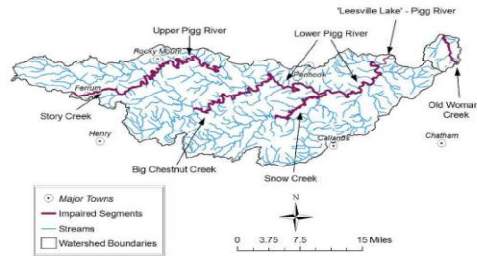 'Leesville Lake' - Pigg River
Upper Pigg River
Lower Pigg River
Rocky Mount
Penhook
Ferrum
Story Creek
Old Woman
Creek
Henry
Callands
Chatham
Big Chestnut Creek
Snow Creek
Major Towns
Impaired Segments
Streams
Watershed Boundaries
N
W E
S
0 3.75 7.5 15 Miles